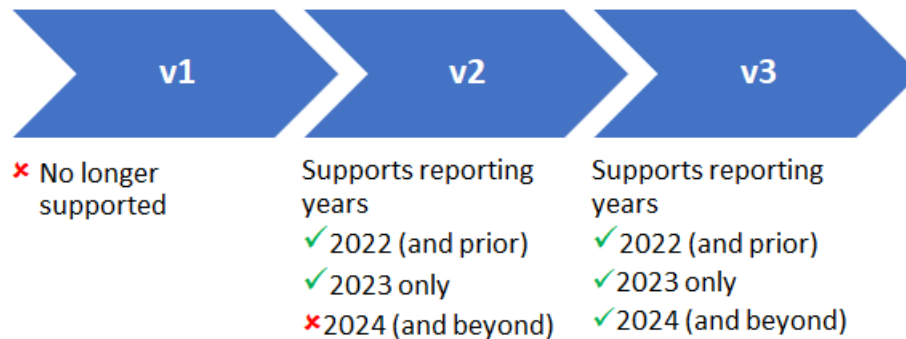 v1
v2
v3
No longer
supported
Supports reporting
years
✓2022 (and prior)
✓2023 only
✘2024 (and beyond)
Supports reporting
years
✓2022 (and prior)
✓2023 only
✓2024 (and beyond)